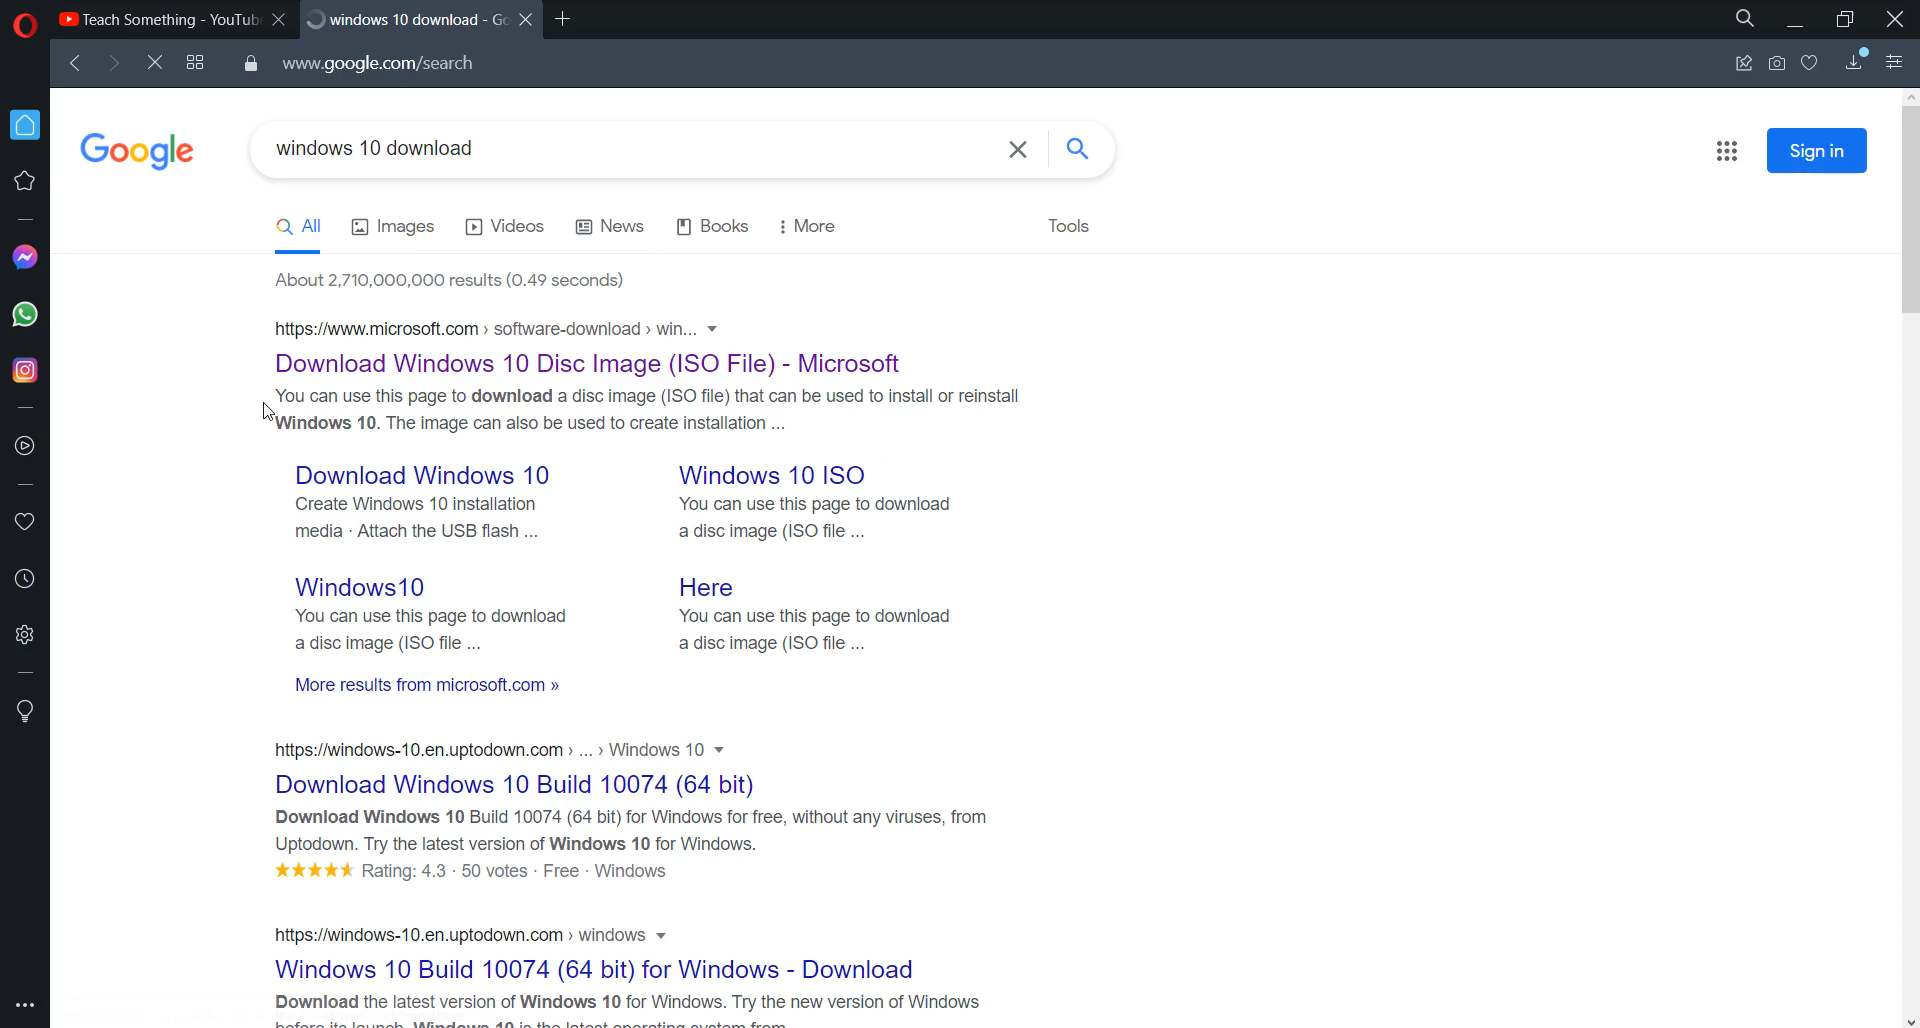 Teach Something - YouTub
windows 10 download - Go
www.google.com/search
Google
windows 10 download
Sign in
All
Images
Videos
News
Books
More
Tools
About 2,710,000,000 results (0.49 seconds)
https://www.microsoft.com › software-download › win...
Download Windows 10 Disc Image (ISO File) - Microsoft
You can use this page to download a disc image (ISO file) that can be used to install or reinstall
Windows 10. The image can also be used to create installation ...
Download Windows 10
Create Windows 10 installation
media · Attach the USB flash ...
Windows 10 ISO
You can use this page to download
a disc image (ISO file ...
Windows10
You can use this page to download
a disc image (ISO file ...
Here
You can use this page to download
a disc image (ISO file ...
More results from microsoft.com »
https://windows-10.en.uptodown.com › ... › Windows 10
Download Windows 10 Build 10074 (64 bit)
Download Windows 10 Build 10074 (64 bit) for Windows for free, without any viruses, from
Uptodown. Try the latest version of Windows 10 for Windows.
Rating: 4.3 · 50 votes · Free · Windows
https://windows-10.en.uptodown.com › windows
Windows 10 Build 10074 (64 bit) for Windows - Download
Download the latest version of Windows 10 for Windows. Try the new version of Windows
before its launch. Windows 10 is the latest operating system from